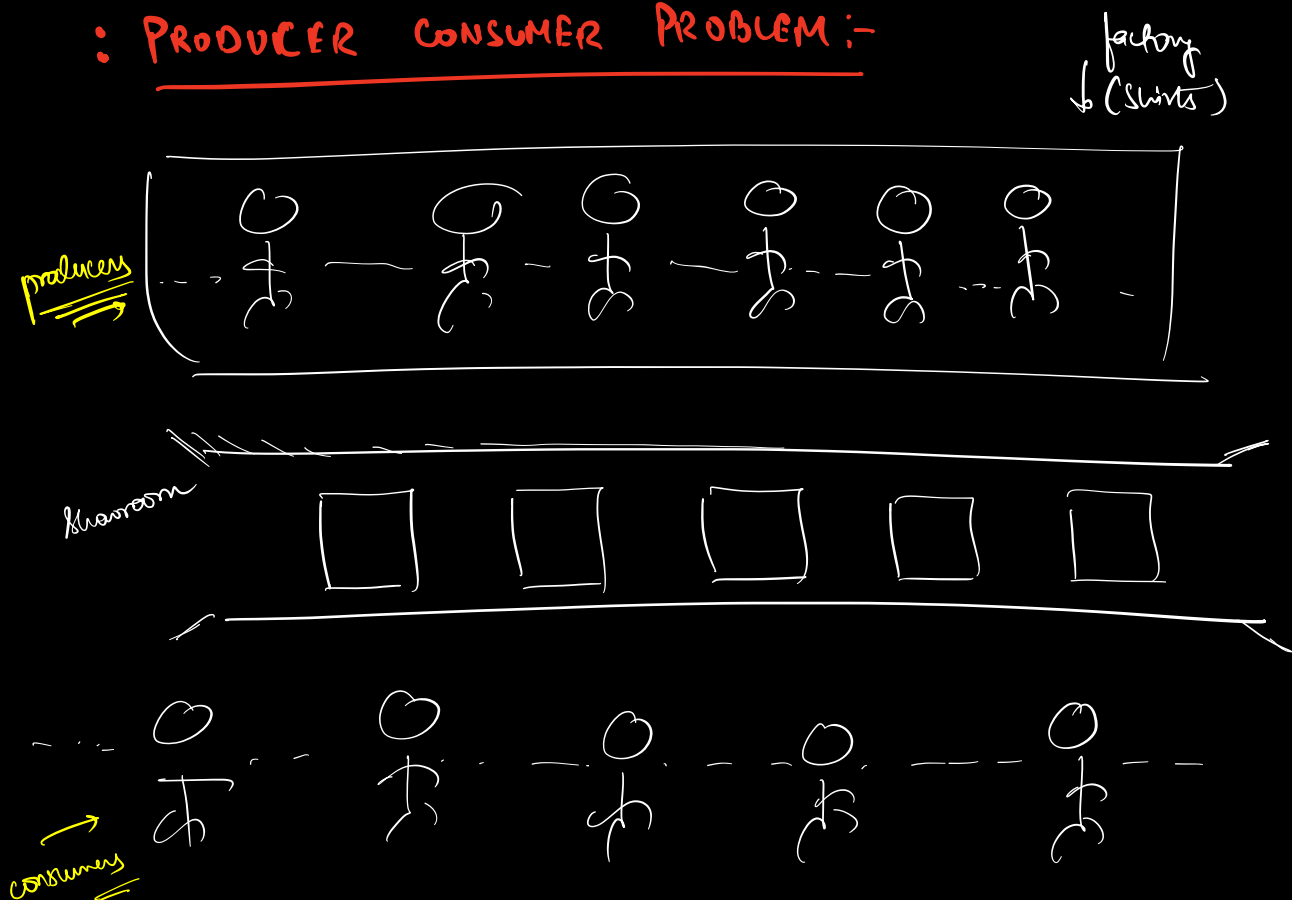 : PRODUCER CONSUMER PROBLEM :-
factory
(Shirts)
producers
Showroom
consumers